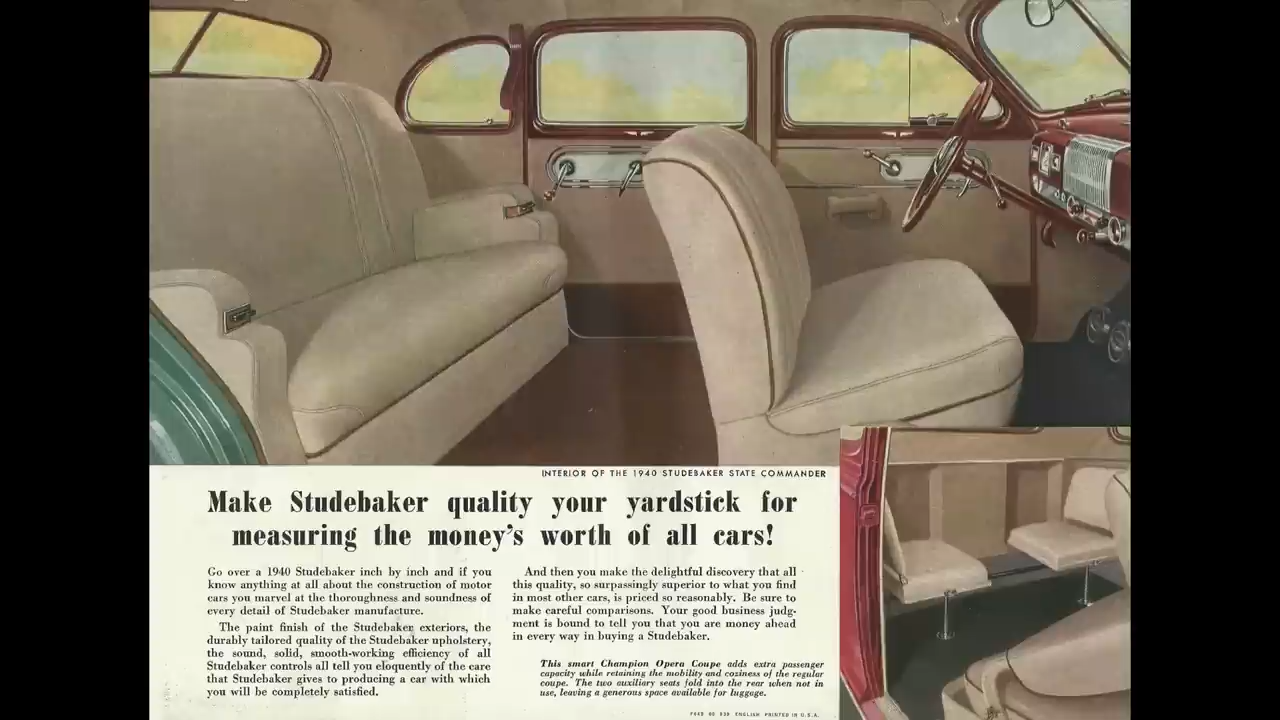 INTERIOR OF THE 1940 STUDEBAKER STATE COMMANDER
Make Studebaker quality your yardstick for
measuring the money's worth of all cars!
Go over a 1940 Studebaker inch by inch and if you
know anything at all about the construction of motor
cars you marvel at the thoroughness and soundness of
every detail of Studebaker manufacture.
The paint finish of the Studebaker exteriors, the
durably tailored quality of the Studebaker upholstery,
the sound, solid, smooth-working efficiency of all
Studebaker controls all tell you eloquently of the care
that Studebaker gives to producing a car with which
you will be completely satisfied.
And then you make the delightful discovery that all
this quality, so surpassingly superior to what you find
in most other cars, is priced so reasonably. Be sure to
make careful comparisons. Your good business judg-
ment is bound to tell you that you are money ahead
in every way in buying a Studebaker.
This smart Champion Opera Coupe adds extra passenger
capacity while retaining the mobility and coziness of the regular
coupe. The two auxiliary seats fold into the rear when not in
use, leaving a generous space available for luggage.
ENGLISH PRINTED IN U.S.A.